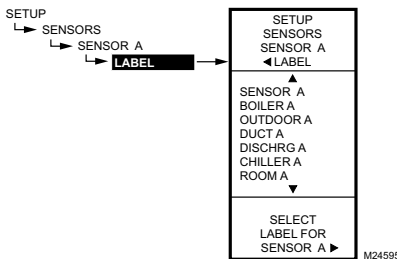 SETUP
SENSORS
SENSOR A
LABEL
SETUP
SENSORS
SENSOR A
◄LABEL
▲
SENSOR A
BOILER A
OUTDOOR A
DUCT A
DISCHRG A
CHILLER A
ROOM A
▼
SELECT
LABEL FOR
SENSOR A ►
M24595